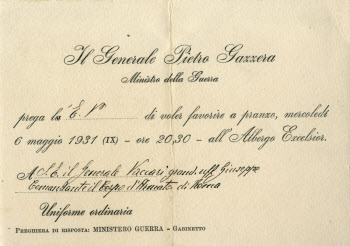 Il Generale Pietro Gazzera
Ministro della Guerra
prega la E. V. di voler favorire a pranzo, mercoledì
6 maggio 1931 (IX) - ore 20,30 - all'Albergo Excelsior.
A S. E. il Generale Vaccari grand. uff. Giuseppe
Comandante il Corpo d'Armata di Roma
Uniforme ordinaria
PREGHIERA DI RISPOSTA: MINISTERO GUERRA - GABINETTO